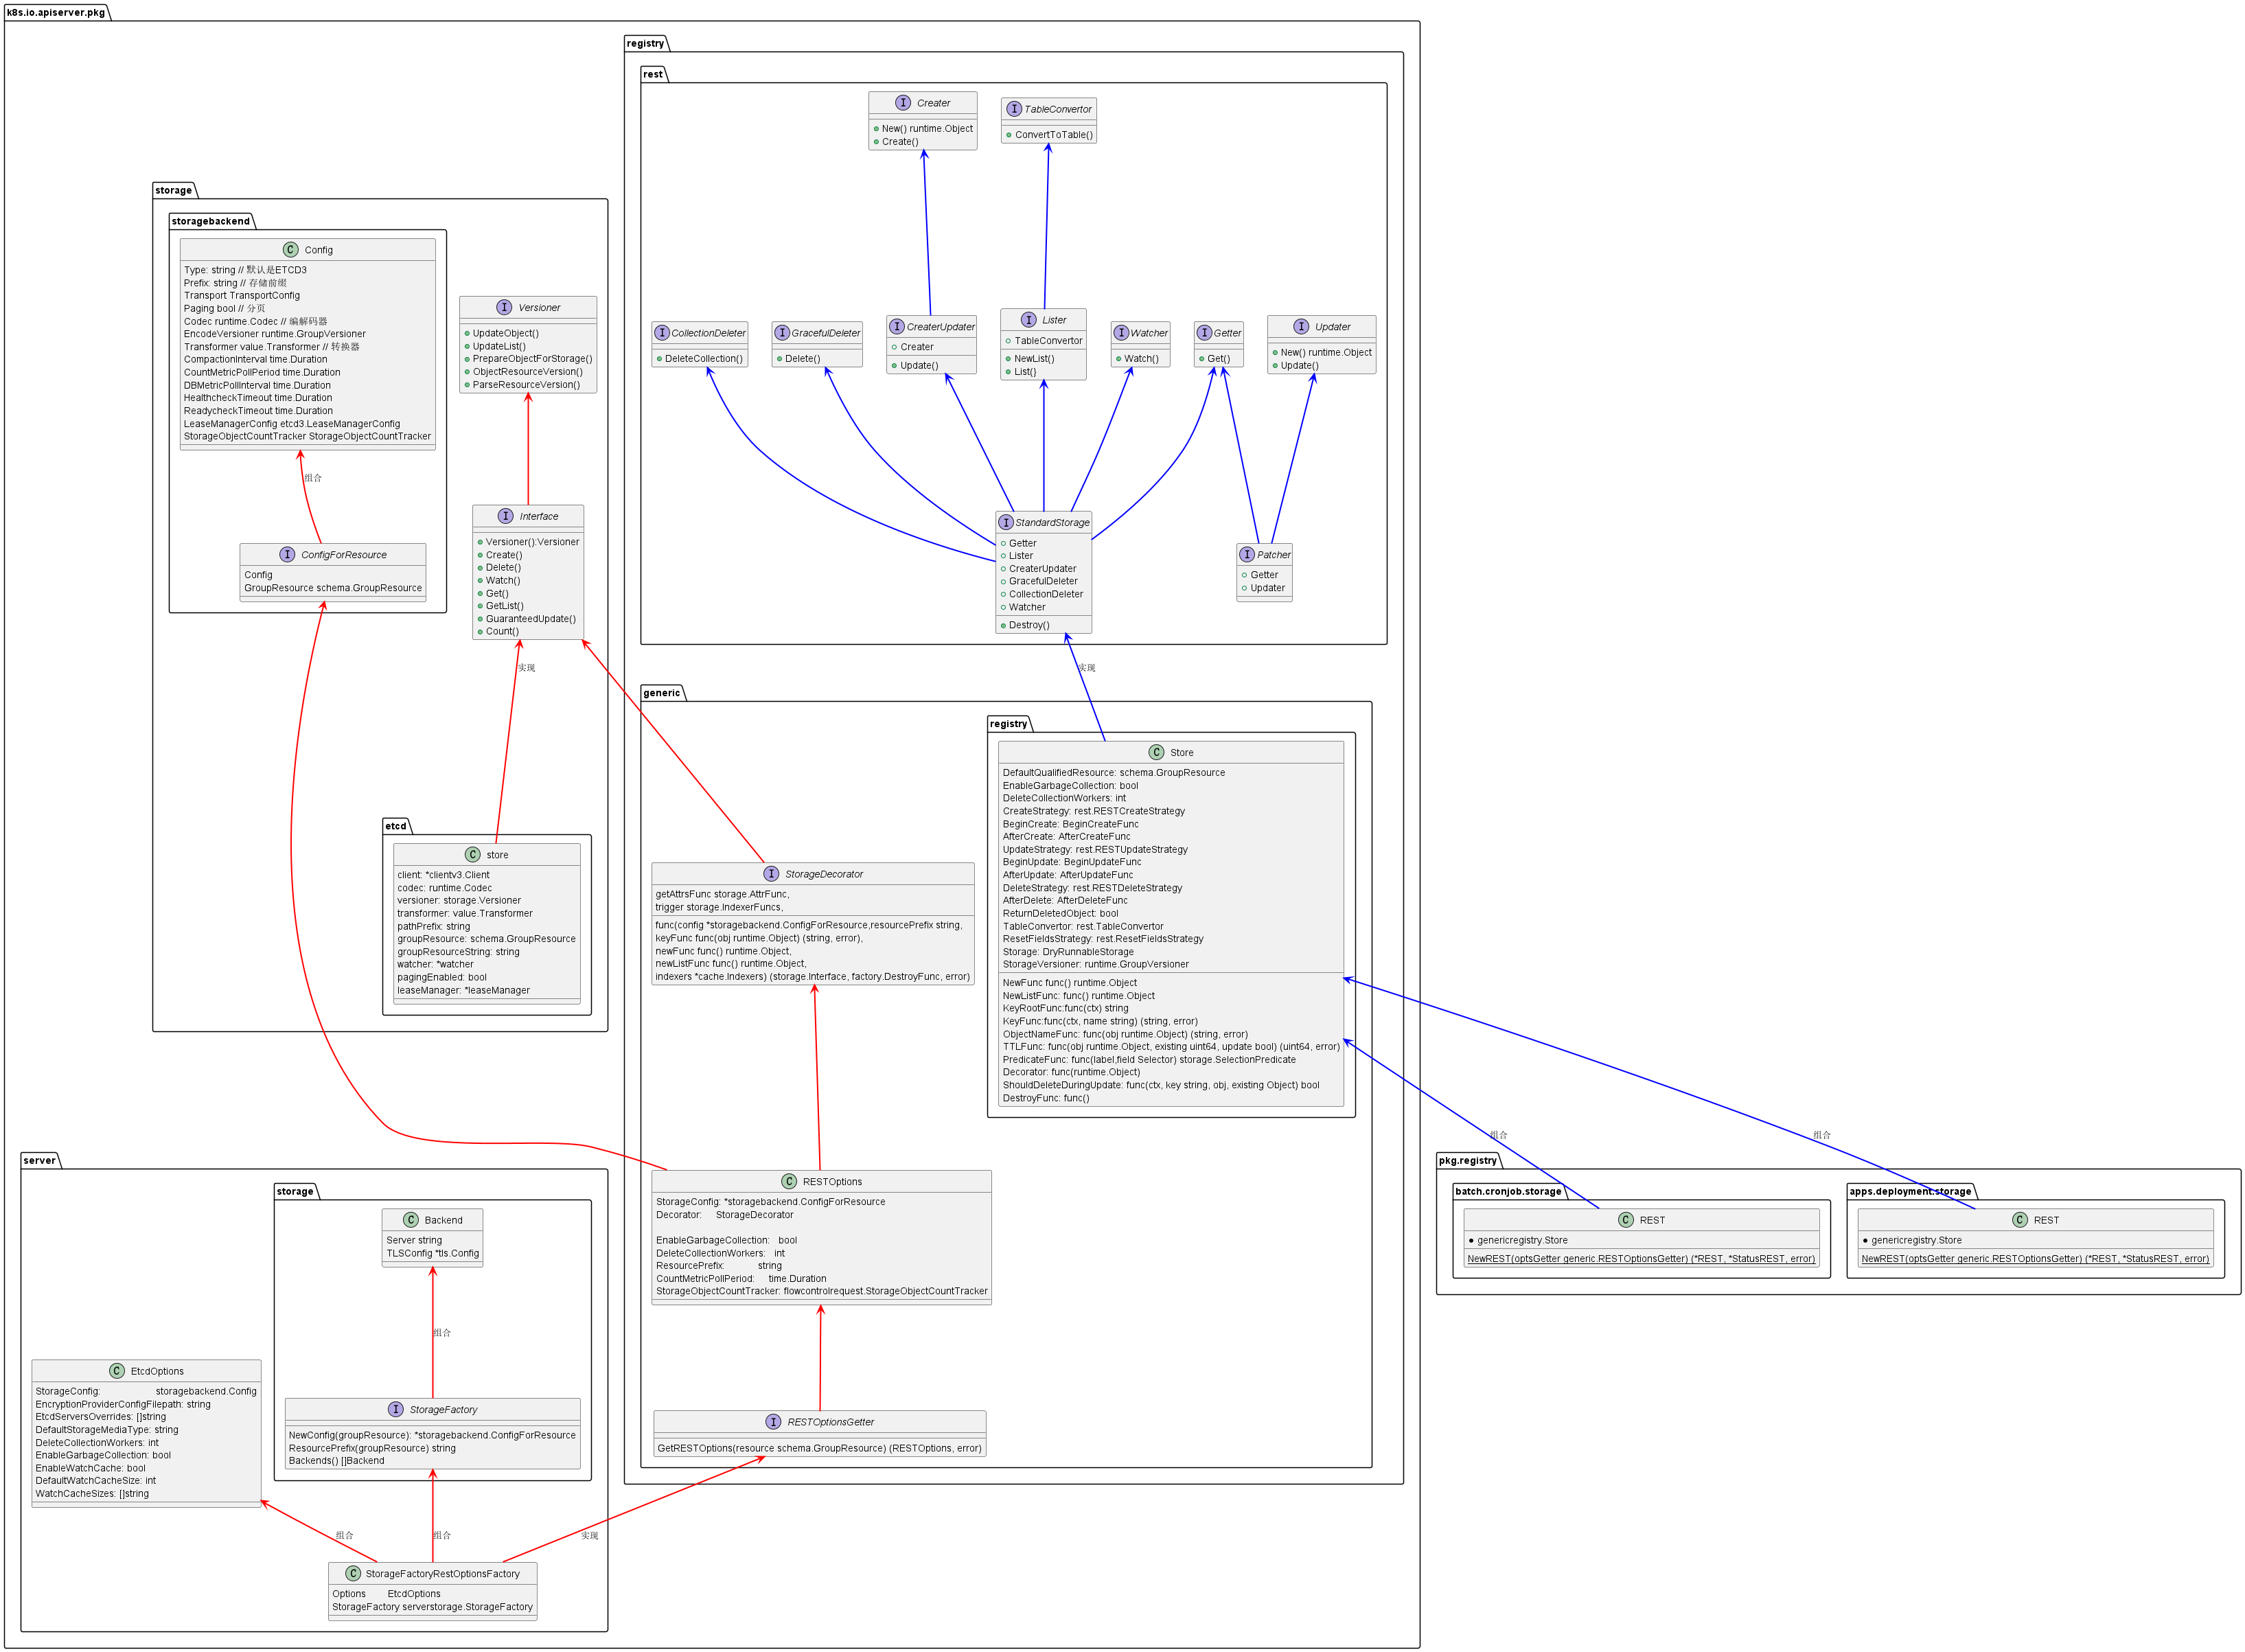 k8s.io.apiserver.pkg
registry
rest
I Creater
New() runtime.Object
Create()
I TableConvertor
ConvertToTable()
I CollectionDeleter
DeleteCollection()
I GracefulDeleter
Delete()
I CreaterUpdater
Creater
Update()
I Lister
TableConvertor
NewList()
List()
I Watcher
Watch()
I Getter
Get()
I Updater
New() runtime.Object
Update()
I StandardStorage
Getter
Lister
CreaterUpdater
GracefulDeleter
CollectionDeleter
Watcher
Destroy()
I Patcher
Getter
Updater
实现
storage
storagebackend
C Config
Type: string // 默认是ETCD3
Prefix: string // 存储前缀
Transport TransportConfig
Paging bool // 分页
Codec runtime.Codec // 编解码器
EncodeVersioner runtime.GroupVersioner
Transformer value.Transformer // 转换器
CompactionInterval time.Duration
CountMetricPollPeriod time.Duration
DBMetricPollInterval time.Duration
HealthcheckTimeout time.Duration
ReadycheckTimeout time.Duration
LeaseManagerConfig etcd3.LeaseManagerConfig
StorageObjectCountTracker StorageObjectCountTracker
组合
I ConfigForResource
Config
GroupResource schema.GroupResource
I Versioner
UpdateObject()
UpdateList()
PrepareObjectForStorage()
ObjectResourceVersion()
ParseResourceVersion()
I Interface
Versioner():Versioner
Create()
Delete()
Watch()
Get()
GetList()
GuaranteedUpdate()
Count()
实现
etcd
C store
client: *clientv3.Client
codec: runtime.Codec
versioner: storage.Versioner
transformer: value.Transformer
pathPrefix: string
groupResource: schema.GroupResource
groupResourceString: string
watcher: *watcher
pagingEnabled: bool
leaseManager: *leaseManager
generic
I StorageDecorator
getAttrsFunc storage.AttrFunc,
trigger storage.IndexerFuncs,
func(config *storagebackend.ConfigForResource,resourcePrefix string,
keyFunc func(obj runtime.Object) (string, error),
newFunc func() runtime.Object,
newListFunc func() runtime.Object,
indexers *cache.Indexers) (storage.Interface, factory.DestroyFunc, error)
registry
C Store
DefaultQualifiedResource: schema.GroupResource
EnableGarbageCollection: bool
DeleteCollectionWorkers: int
CreateStrategy: rest.RESTCreateStrategy
BeginCreate: BeginCreateFunc
AfterCreate: AfterCreateFunc
UpdateStrategy: rest.RESTUpdateStrategy
BeginUpdate: BeginUpdateFunc
AfterUpdate: AfterUpdateFunc
DeleteStrategy: rest.RESTDeleteStrategy
AfterDelete: AfterDeleteFunc
ReturnDeletedObject: bool
TableConvertor: rest.TableConvertor
ResetFieldsStrategy: rest.ResetFieldsStrategy
Storage: DryRunnableStorage
StorageVersioner: runtime.GroupVersioner
NewFunc func() runtime.Object
NewListFunc: func() runtime.Object
KeyRootFunc:func(ctx) string
KeyFunc:func(ctx, name string) (string, error)
ObjectNameFunc: func(obj runtime.Object) (string, error)
TTLFunc: func(obj runtime.Object, existing uint64, update bool) (uint64, error)
PredicateFunc: func(label,field Selector) storage.SelectionPredicate
Decorator: func(runtime.Object)
ShouldDeleteDuringUpdate: func(ctx, key string, obj, existing Object) bool
DestroyFunc: func()
C RESTOptions
StorageConfig: *storagebackend.ConfigForResource
Decorator: StorageDecorator
EnableGarbageCollection: bool
DeleteCollectionWorkers: int
ResourcePrefix: string
CountMetricPollPeriod: time.Duration
StorageObjectCountTracker: flowcontrolrequest.StorageObjectCountTracker
I RESTOptionsGetter
GetRESTOptions(resource schema.GroupResource) (RESTOptions, error)
server
storage
C Backend
Server string
TLSConfig *tls.Config
组合
I StorageFactory
NewConfig(groupResource): *storagebackend.ConfigForResource
ResourcePrefix(groupResource) string
Backends() []Backend
C EtcdOptions
StorageConfig: storagebackend.Config
EncryptionProviderConfigFilepath: string
EtcdServersOverrides: []string
DefaultStorageMediaType: string
DeleteCollectionWorkers: int
EnableGarbageCollection: bool
EnableWatchCache: bool
DefaultWatchCacheSize: int
WatchCacheSizes: []string
组合
组合
实现
C StorageFactoryRestOptionsFactory
Options EtcdOptions
StorageFactory serverstorage.StorageFactory
组合
组合
pkg.registry
batch.cronjob.storage
C REST
genericregistry.Store
NewREST(optsGetter generic.RESTOptionsGetter) (*REST, *StatusREST, error)
apps.deployment.storage
C REST
genericregistry.Store
NewREST(optsGetter generic.RESTOptionsGetter) (*REST, *StatusREST, error)